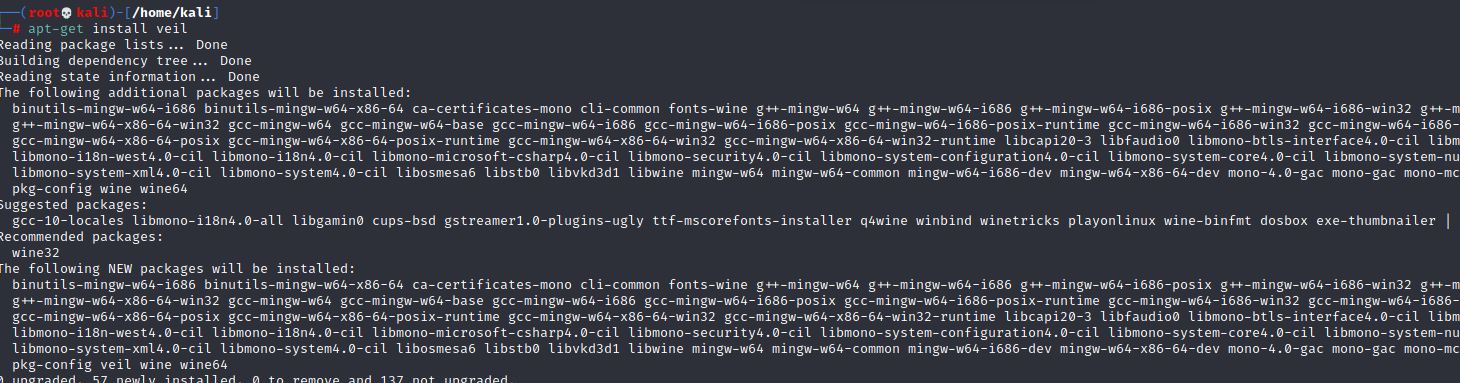 (root💀kali)-[/home/kali]
# apt-get install veil
Reading package lists... Done
Building dependency tree... Done
Reading state information... Done
The following additional packages will be installed:
binutils-mingw-w64-i686 binutils-mingw-w64-x86-64 ca-certificates-mono cli-common fonts-wine g++-mingw-w64 g++-mingw-w64-i686 g++-mingw-w64-i686-posix g++-mingw-w64-i686-win32 g++-m
g++-mingw-w64-x86-64-win32 gcc-mingw-w64 gcc-mingw-w64-base gcc-mingw-w64-i686 gcc-mingw-w64-i686-posix gcc-mingw-w64-i686-posix-runtime gcc-mingw-w64-i686-win32 gcc-mingw-w64-i686-
gcc-mingw-w64-x86-64-posix gcc-mingw-w64-x86-64-posix-runtime gcc-mingw-w64-x86-64-win32 gcc-mingw-w64-x86-64-win32-runtime libcapi20-3 libfaudio0 libmono-btls-interface4.0-cil libm
libmono-i18n-west4.0-cil libmono-i18n4.0-cil libmono-microsoft-csharp4.0-cil libmono-security4.0-cil libmono-system-configuration4.0-cil libmono-system-core4.0-cil libmono-system-nu
libmono-system-xml4.0-cil libmono-system4.0-cil libosmesa6 libstb0 libvkd3d1 libwine mingw-w64 mingw-w64-common mingw-w64-i686-dev mingw-w64-x86-64-dev mono-4.0-gac mono-gac mono-mc
pkg-config wine wine64
Suggested packages:
gcc-10-locales libmono-i18n4.0-all libgamin0 cups-bsd gstreamer1.0-plugins-ugly ttf-mscorefonts-installer q4wine winbind winetricks playonlinux wine-binfmt dosbox exe-thumbnailer |
Recommended packages:
wine32
The following NEW packages will be installed:
binutils-mingw-w64-i686 binutils-mingw-w64-x86-64 ca-certificates-mono cli-common fonts-wine g++-mingw-w64 g++-mingw-w64-i686 g++-mingw-w64-i686-posix g++-mingw-w64-i686-win32 g++-m
g++-mingw-w64-x86-64-win32 gcc-mingw-w64 gcc-mingw-w64-base gcc-mingw-w64-i686 gcc-mingw-w64-i686-posix gcc-mingw-w64-i686-posix-runtime gcc-mingw-w64-i686-win32 gcc-mingw-w64-i686-
gcc-mingw-w64-x86-64-posix gcc-mingw-w64-x86-64-posix-runtime gcc-mingw-w64-x86-64-win32 gcc-mingw-w64-x86-64-win32-runtime libcapi20-3 libfaudio0 libmono-btls-interface4.0-cil libm
libmono-i18n-west4.0-cil libmono-i18n4.0-cil libmono-microsoft-csharp4.0-cil libmono-security4.0-cil libmono-system-configuration4.0-cil libmono-system-core4.0-cil libmono-system-nu
libmono-system-xml4.0-cil libmono-system4.0-cil libosmesa6 libstb0 libvkd3d1 libwine mingw-w64 mingw-w64-common mingw-w64-i686-dev mingw-w64-x86-64-dev mono-4.0-gac mono-gac mono-mc
pkg-config veil wine wine64
0 upgraded, 57 newly installed, 0 to remove and 137 not upgraded.